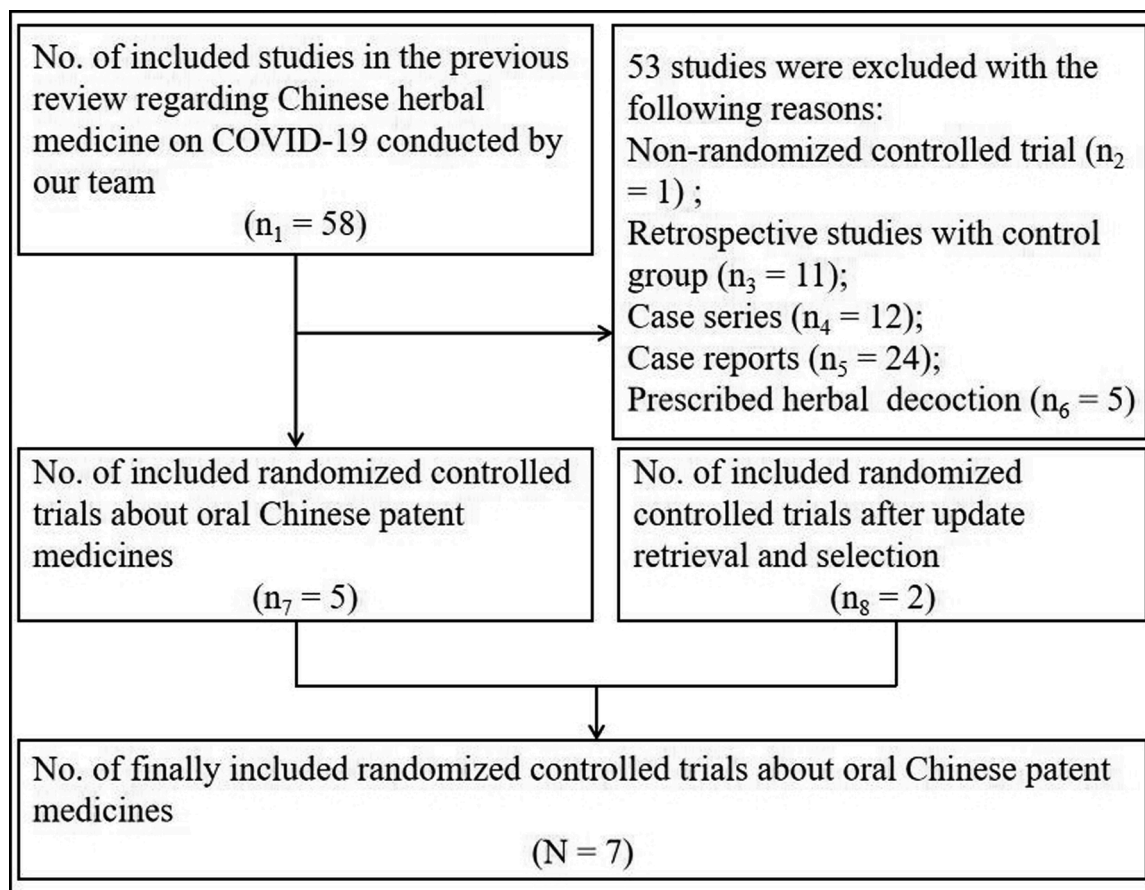 No. of included studies in the previous
review regarding Chinese herbal
medicine on COVID-19 conducted by
our team
(n₁ = 58)
53 studies were excluded with the
following reasons:
Non-randomized controlled trial (n₂
= 1) ;
Retrospective studies with control
group (n₃ = 11);
Case series (n₄ = 12);
Case reports (n₅ = 24);
Prescribed herbal decoction (n₆ = 5)
No. of included randomized controlled
trials about oral Chinese patent
medicines
(n₇ = 5)
No. of included randomized
controlled trials after update
retrieval and selection
(n₈ = 2)
No. of finally included randomized controlled trials about oral Chinese patent
medicines
(N = 7)